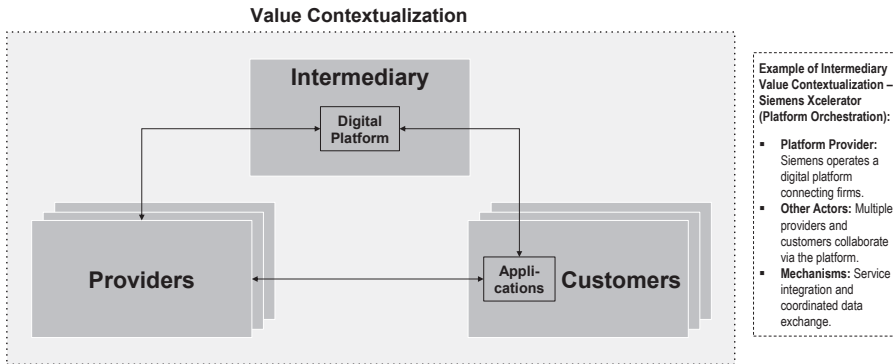 Value Contextualization
Intermediary
Digital
Platform
Providers
Appli-
cations
Customers
Example of Intermediary
Value Contextualization –
Siemens Xcelerator
(Platform Orchestration):
▪ Platform Provider:
Siemens operates a
digital platform
connecting firms.
▪ Other Actors: Multiple
providers and
customers collaborate
via the platform.
▪ Mechanisms: Service
integration and
coordinated data
exchange.